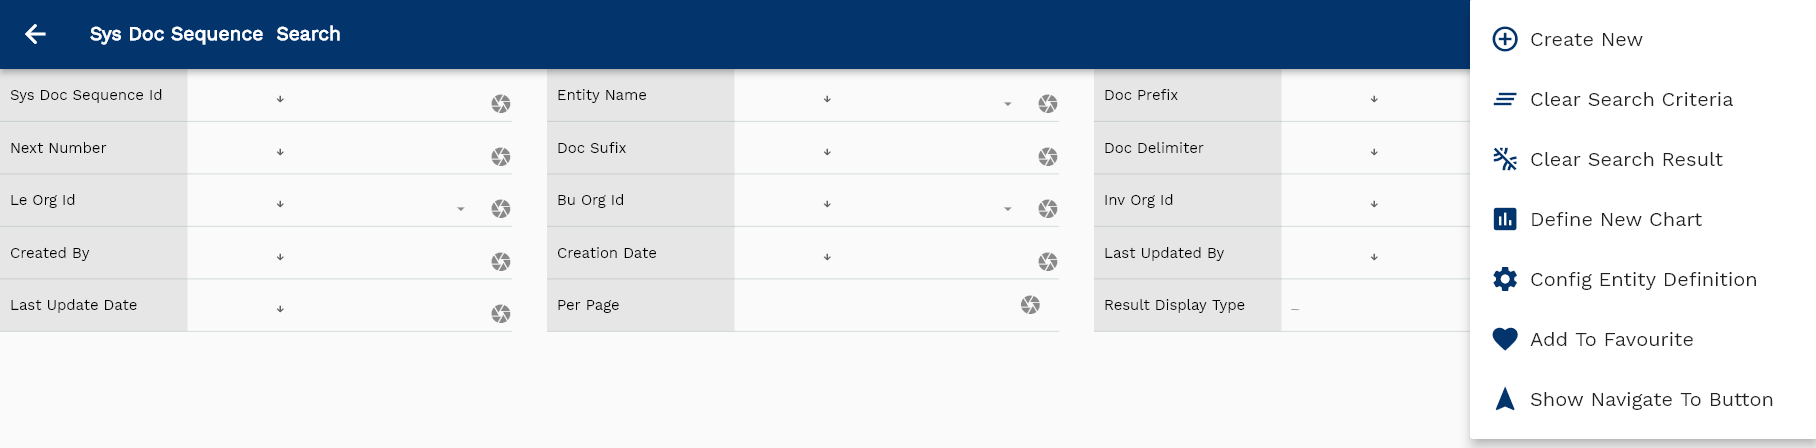 Sys Doc Sequence Search
Sys Doc Sequence Id
Entity Name
Doc Prefix
Next Number
Doc Sufix
Doc Delimiter
Le Org Id
Bu Org Id
Inv Org Id
Created By
Creation Date
Last Updated By
Last Update Date
Per Page
Result Display Type
Create New
Clear Search Criteria
Clear Search Result
Define New Chart
Config Entity Definition
Add To Favourite
Show Navigate To Button